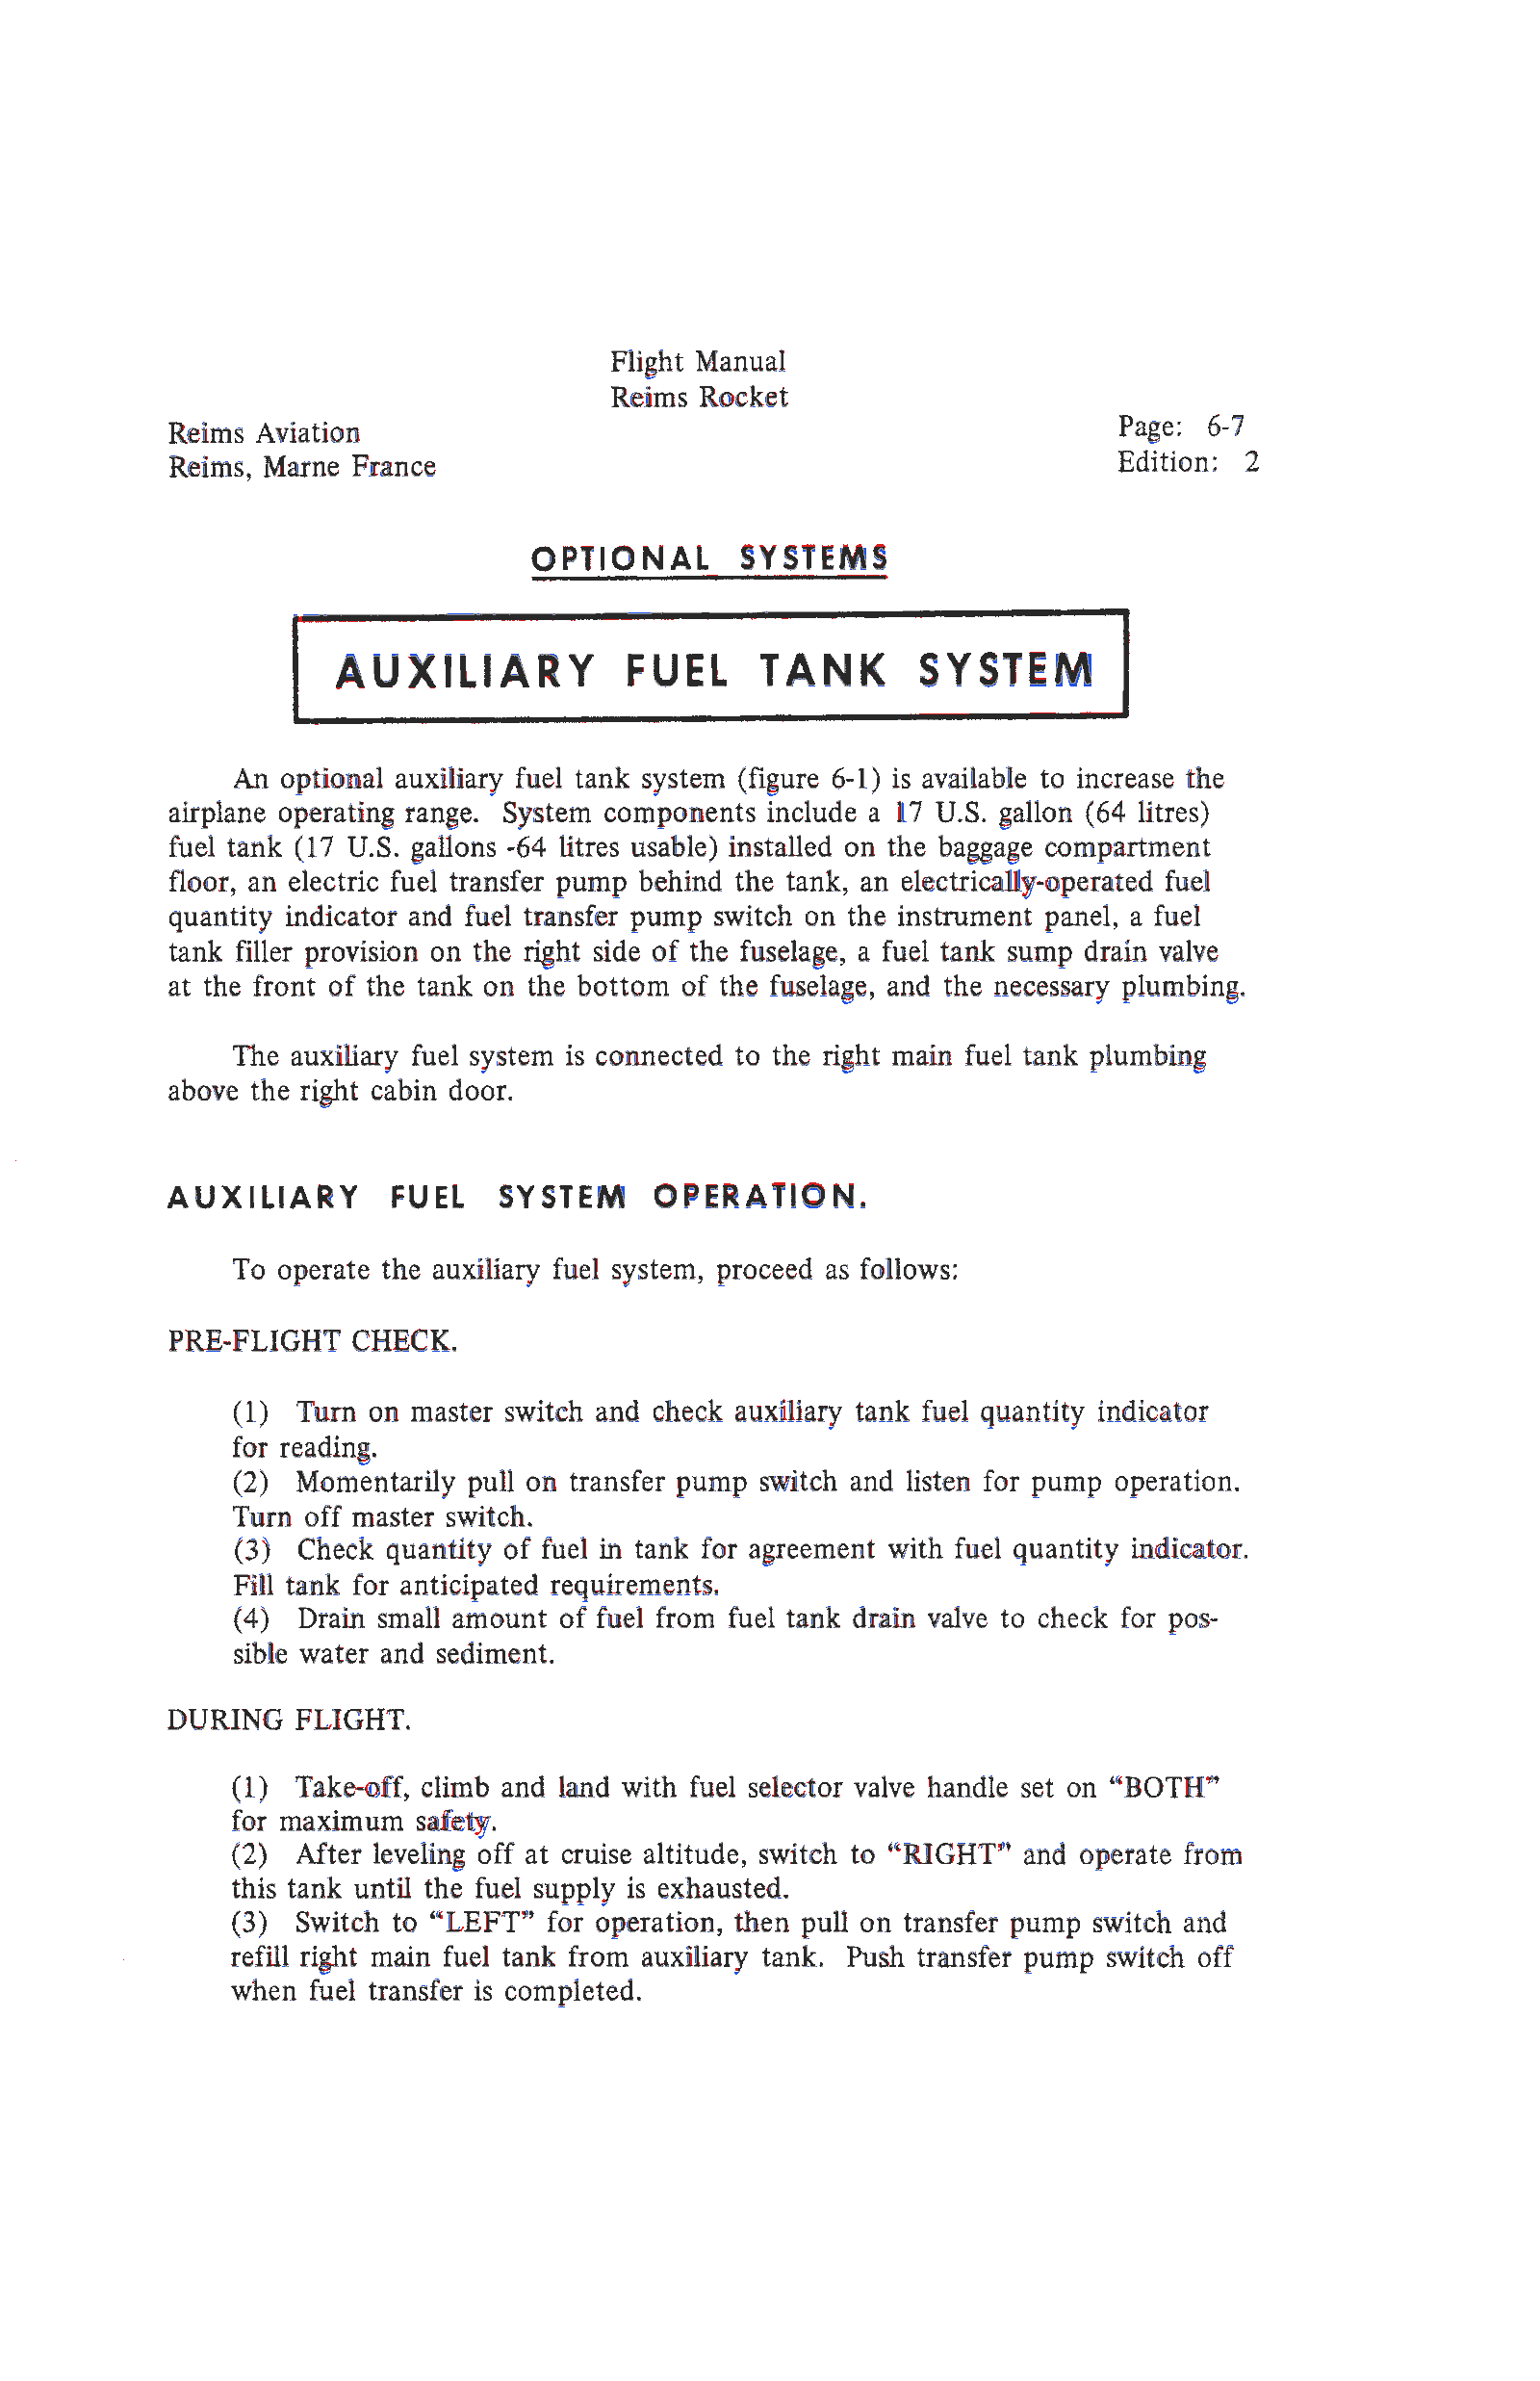 Flight Manual
Reims Rocket
Reims Aviation
Page: 6-7
Reims, Marne France
Edition: 2
OPTIONAL SYSTEMS
AUXILIARY FUEL TANK SYSTEM
An optional auxiliary fuel tank system (figure 6-1) is available to increase the
airplane operating range. System components include a 17 U.S. gallon (64 litres)
fuel tank (17 U.S. gallons -64 litres usable) installed on the baggage compartment
floor, an electric fuel transfer pump behind the tank, an electrically-operated fuel
quantity indicator and fuel transfer pump switch on the instrument panel, a fuel
tank filler provision on the right side of the fuselage, a fuel tank sump drain valve
at the front of the tank on the bottom of the fuselage, and the necessary plumbing.
The auxiliary fuel system is connected to the right main fuel tank plumbing
above the right cabin door.
AUXILIARY FUEL SYSTEM OPERATION.
To operate the auxiliary fuel system, proceed as follows:
PRE-FLIGHT CHECK.
(1) Turn on master switch and check auxiliary tank fuel quantity indicator
for reading.
(2) Momentarily pull on transfer pump switch and listen for pump operation.
Turn off master switch.
(3) Check quantity of fuel in tank for agreement with fuel quantity indicator.
Fill tank for anticipated requirements.
(4) Drain small amount of fuel from fuel tank drain valve to check for pos-
sible water and sediment.
DURING FLIGHT.
(1) Take-off, climb and land with fuel selector valve handle set on “BOTH”
for maximum safety.
(2) After leveling off at cruise altitude, switch to “RIGHT” and operate from
this tank until the fuel supply is exhausted.
(3) Switch to “LEFT” for operation, then pull on transfer pump switch and
refill right main fuel tank from auxiliary tank. Push transfer pump switch off
when fuel transfer is completed.